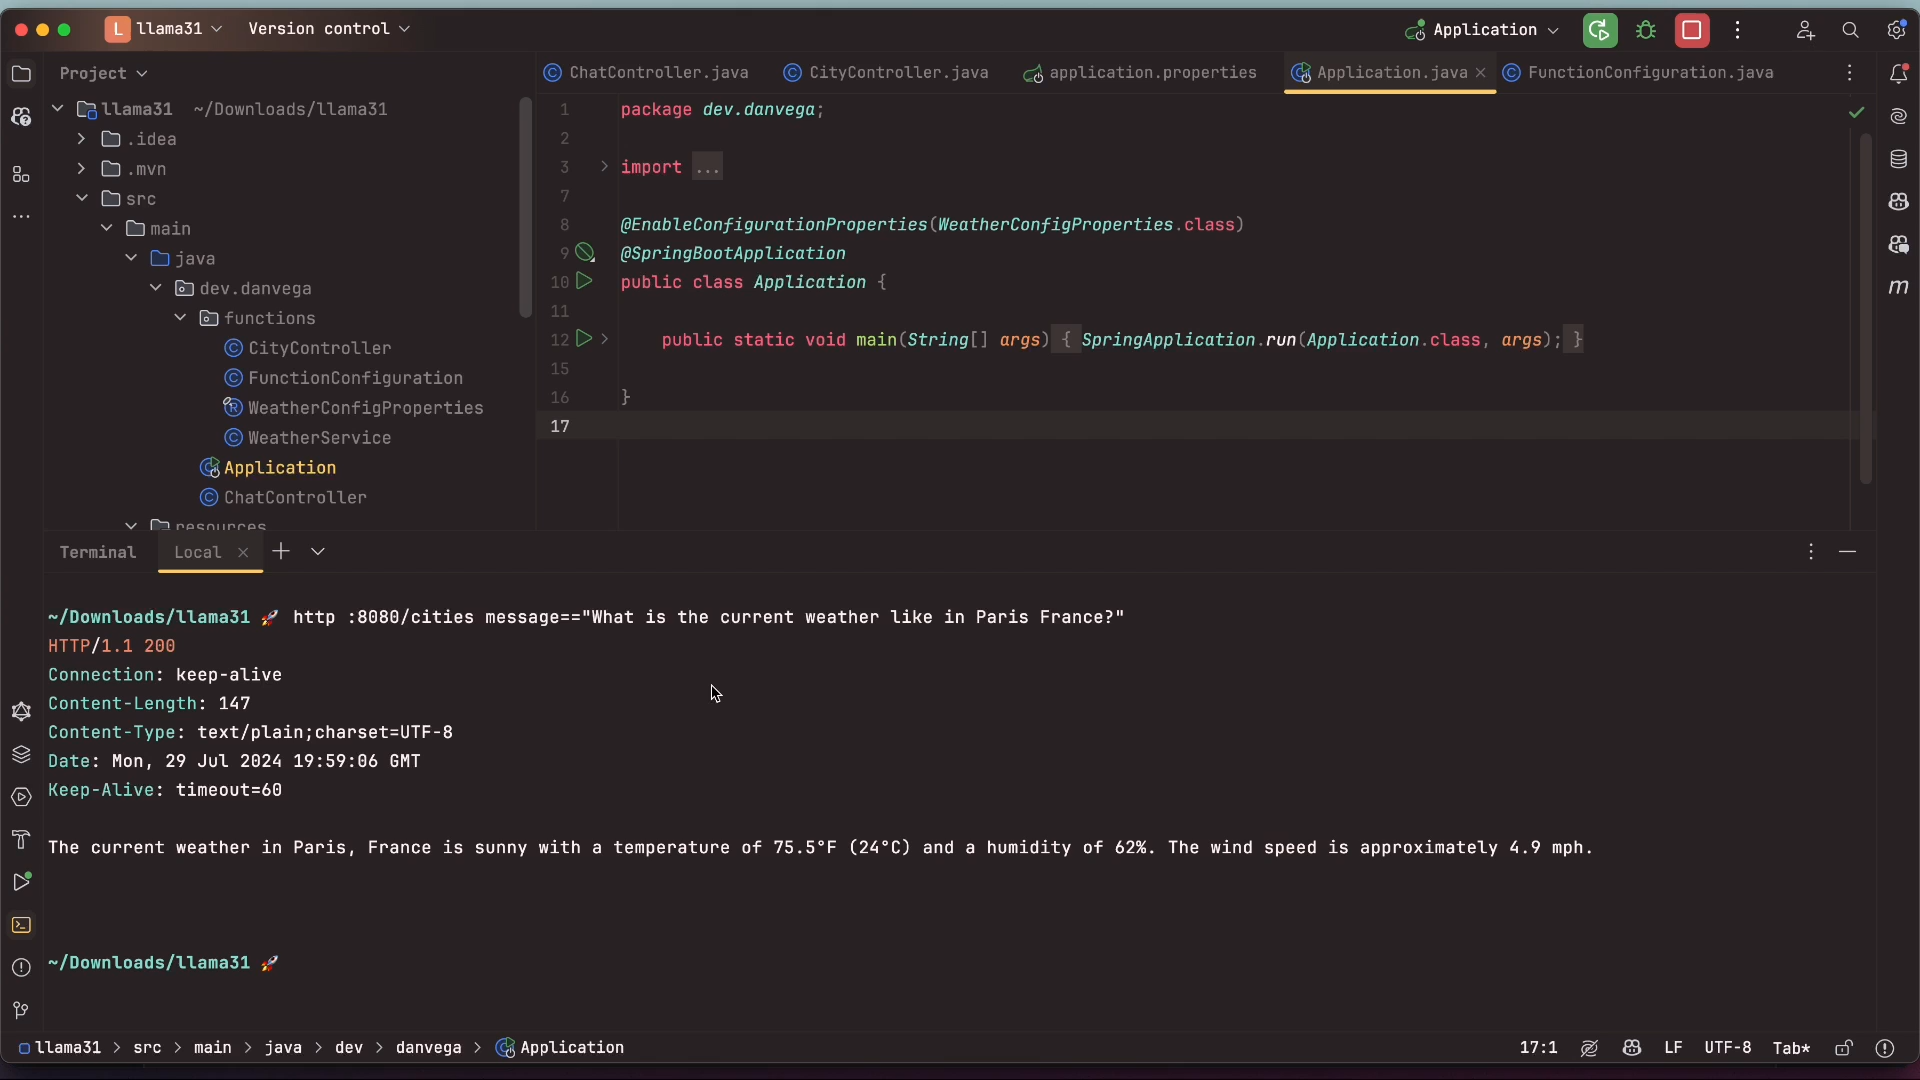 L llama31 Version control Application
Project
ChatController.java CityController.java application.properties Application.java FunctionConfiguration.java
llama31 ~/Downloads/llama31
.idea
.mvn
src
main
java
dev.danvega
functions
CityController
FunctionConfiguration
WeatherConfigProperties
WeatherService
Application
ChatController
resources
1 package dev.danvega;
2
3 import ...
7
8 @EnableConfigurationProperties(WeatherConfigProperties.class)
9 @SpringBootApplication
10 public class Application {
11
12 public static void main(String[] args) { SpringApplication.run(Application.class, args); }
15
16 }
17
Terminal Local
~/Downloads/llama31 🚀 http :8080/cities message=="What is the current weather like in Paris France?"
HTTP/1.1 200
Connection: keep-alive
Content-Length: 147
Content-Type: text/plain;charset=UTF-8
Date: Mon, 29 Jul 2024 19:59:06 GMT
Keep-Alive: timeout=60
The current weather in Paris, France is sunny with a temperature of 75.5°F (24°C) and a humidity of 62%. The wind speed is approximately 4.9 mph.
~/Downloads/llama31 🚀
llama31 > src > main > java > dev > danvega > Application 17:1 LF UTF-8 Tab*